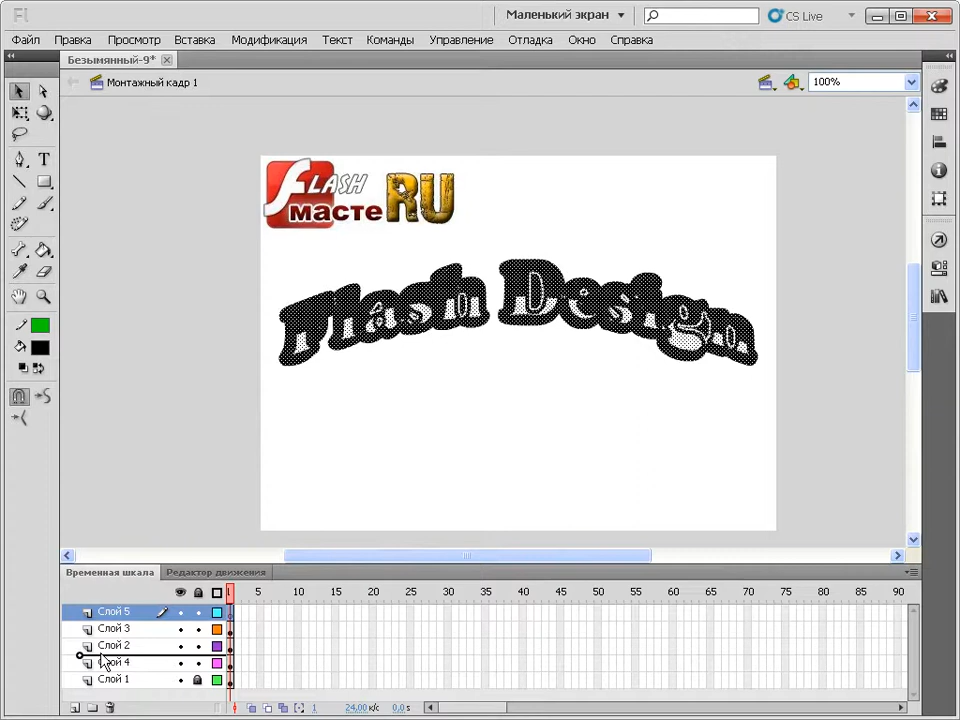 Fl
Маленький экран
CS Live
Файл Правка Просмотр Вставка Модификация Текст Команды Управление Отладка Окно Справка
Безымянный-9*
Монтажный кадр 1
100%
FLASH
мастеRU
Flash Design
Временная шкала Редактор движения
1 5 10 15 20 25 30 35 40 45 50 55 60 65 70 75 80 85 90
Слой 5
Слой 3
Слой 2
Слой 4
Слой 1
1 24,00 к/с 0,0 s